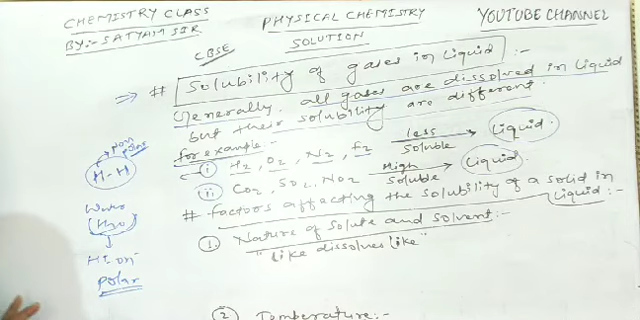 CHEMISTRY CLASS
BY:- SATYAM SIR
PHYSICAL CHEMISTRY
SOLUTION
YOUTUBE CHANNEL
CBSE
⇒ # Solubility of gases in liquid :-
Generally all gases are dissolved in liquid
but their solubility are different.
for example -
(i) H2, O2, N2, F2 less soluble → Liquid.
(ii) CO2, SO2, NO2 High soluble → Liquid.
# factors affecting the solubility of a solid in
Liquid :-
1. Nature of solute and solvent :-
"like dissolves like"
2 Temperature :-
Non polar
H-H
Water
(H2O)
polar